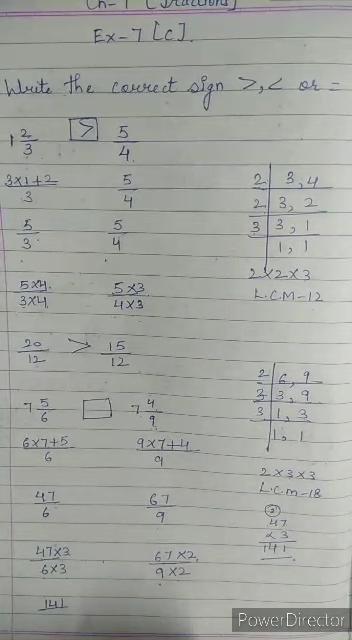 Ch-7 [Fractions]
Ex-7 [C].
Write the correct sign >, < or =
1 2/3 > 5/4
3×1+2/3 5/4
5/3 5/4
5×4/3×4 5×3/4×3
20/12 > 15/12
2 | 3, 4
2 | 3, 2
3 | 3, 1
1, 1
2×2×3
L.C.M-12
7 5/6 □ 7 4/9
6×7+5/6 9×7+4/9
47/6 67/9
47×3/6×3 67×2/9×2
141
2 | 6, 9
3 | 3, 9
3 | 1, 3
1, 1
2×3×3
L.C.M-18
②
47
×3
141
PowerDirector